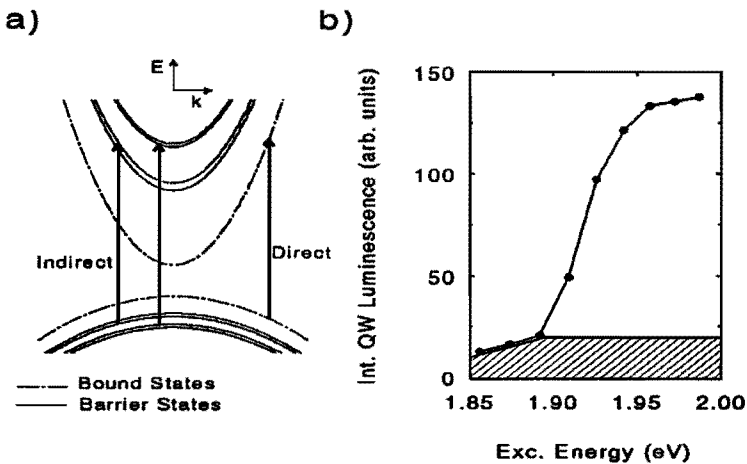 a)
E
k
Indirect
Direct
Bound States
Barrier States
b)
Int. QW Luminescence (arb. units)
150
100
50
0
1.85
1.90
1.95
2.00
Exc. Energy (eV)